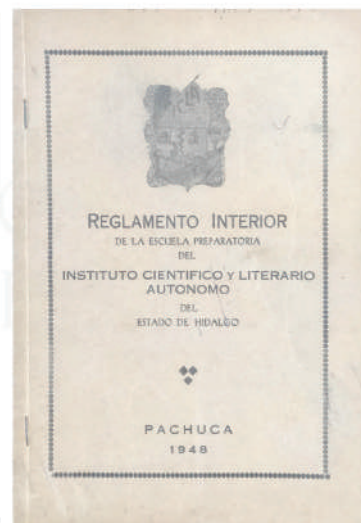 REGLAMENTO INTERIOR
DE LA ESCUELA PREPARATORIA
DEL
INSTITUTO CIENTIFICO Y LITERARIO
AUTONOMO
DEL
ESTADO DE HIDALGO
PACHUCA
1948